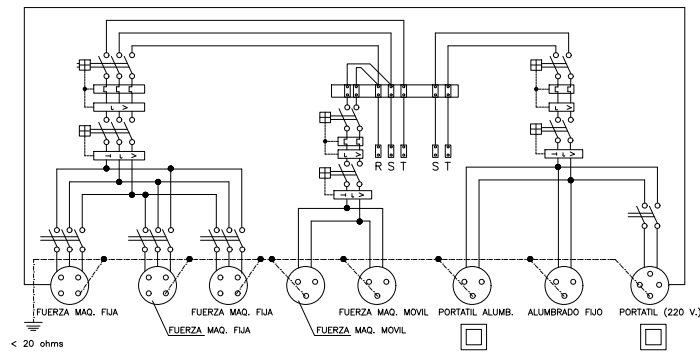 R S T
S T
FUERZA MAQ. FIJA
FUERZA MAQ. FIJA
FUERZA MAQ. MOVIL
PORTATIL ALUMB.
ALUMBRADO FIJO
PORTATIL (220 V.)
FUERZA MAQ. FIJA
FUERZA MAQ. MOVIL
< 20 ohms